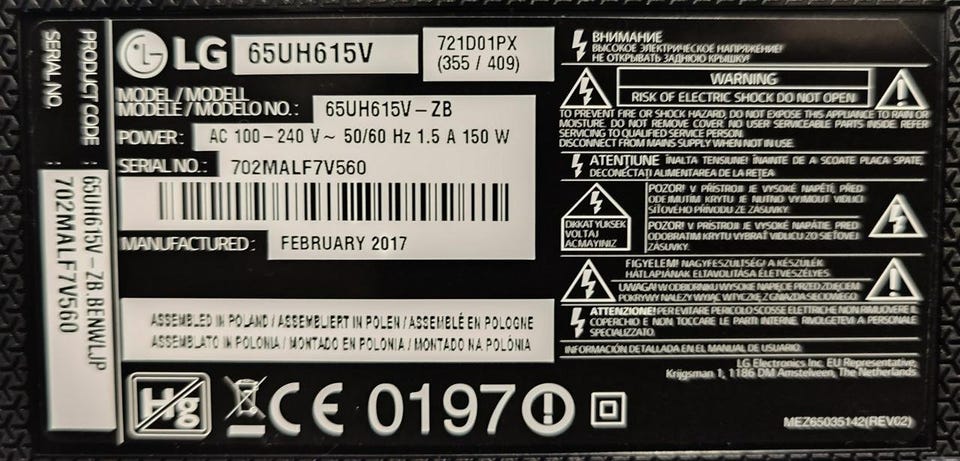 PRODUCT CODE : 65UH615V-ZB.BENWLJP
SERIAL NO. : 702MALF7V560
LG 65UH615V
721D01PX
(355 / 409)
MODEL / MODELL
MODELE / MODELO NO. : 65UH615V-ZB
POWER : AC 100-240 V ~ 50/60 Hz 1.5 A 150 W
SERIAL NO. : 702MALF7V560
MANUFACTURED : FEBRUARY 2017
ASSEMBLED IN POLAND / ASSEMBLIERT IN POLEN / ASSEMBLÉ EN POLOGNE
ASSEMBLATO IN POLONIA / MONTADO EN POLONIA / MONTADO NA POLÓNIA
Hg
CE 0197
ВНИМАНИЕ
ВЫСОКОЕ ЭЛЕКТРИЧЕСКОЕ НАПРЯЖЕНИЕ!
НЕ ОТКРЫВАТЬ ЗАДНЮЮ КРЫШКУ!
WARNING
RISK OF ELECTRIC SHOCK DO NOT OPEN
TO PREVENT FIRE OR SHOCK HAZARD, DO NOT EXPOSE THIS APPLIANCE TO RAIN OR
MOISTURE. DO NOT REMOVE COVER. NO USER SERVICEABLE PARTS INSIDE. REFER
SERVICING TO QUALIFIED SERVICE PERSON.
DISCONNECT FROM MAINS SUPPLY WHEN NOT IN USE.
ATENŢIUNE ÎNALTA TENSIUNE! ÎNAINTE DE A SCOATE PLACA SPATE,
DECONECTAŢI ALIMENTAREA DE LA REŢEA
DIKKAT YUKSEK
VOLTAJ
ACMAYINIZ
POZOR! V PŘÍSTROJI JE VYSOKÉ NAPĚTÍ, PŘED
ODEJMUTÍM KRYTU JE NUTNO VYJMOUT VIDLICI
SÍŤOVÉHO PŘÍVODU ZE ZÁSUVKY.
POZOR! V PRÍSTROJI JE VYSOKÉ NAPÄTIE, PRED
ODOBRATIM KRYTU VYBRAŤ VIDLICU ZO SIEŤOVEJ
ZÁSUVKY.
FIGYELEM! NAGYFESZÜLTSÉG! A KÉSZÜLÉK
HÁTLAPJÁNAK ELTÁVOLÍTÁSA ÉLETVESZÉLYES.
UWAGA! W ODBIORNIKU WYSOKIE NAPIĘCE PRZED ZDJĘCIEM
POKRYWY NALEŻY WYJĄĆ WTYCZKĘ Z GNIAZDA SIECIOWEGO.
ATTENZIONE! PER EVITARE PERICOLO SCOSSE ELETTRICHE NON RIMUOVERE IL
COPERCHIO E NON TOCCARE LE PARTI INTERNE. RIVOLGETEVI A PERSONALE
SPECIALIZZATO.
INFORMACIÓN DETALLADA EN EL MANUAL DE USUARIO.
LG Electronics Inc. EU Representative,
Krijgsman 1, 1186 DM Amstelveen, The Netherlands
MEZ65035142(REV02)